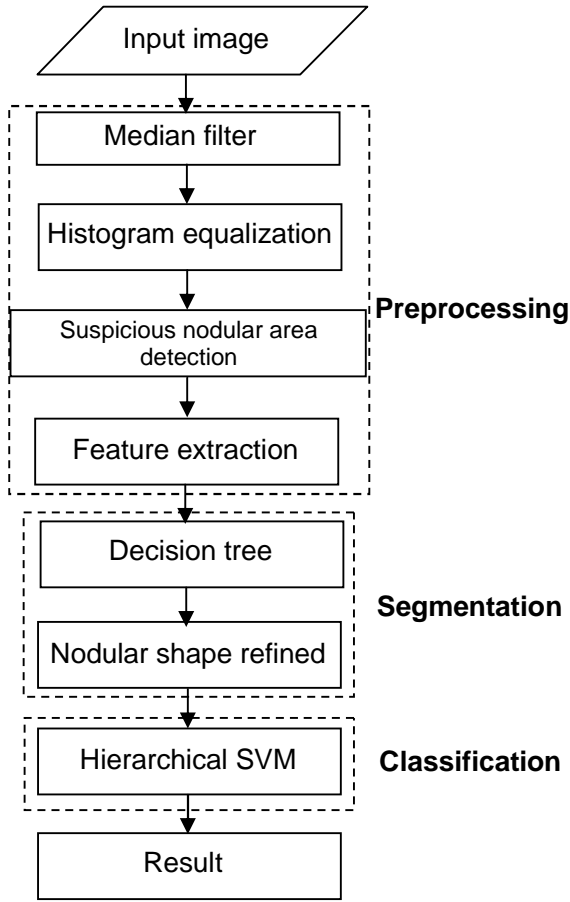 Input image
Median filter
Histogram equalization
Suspicious nodular area
detection
Preprocessing
Feature extraction
Decision tree
Segmentation
Nodular shape refined
Hierarchical SVM
Classification
Result